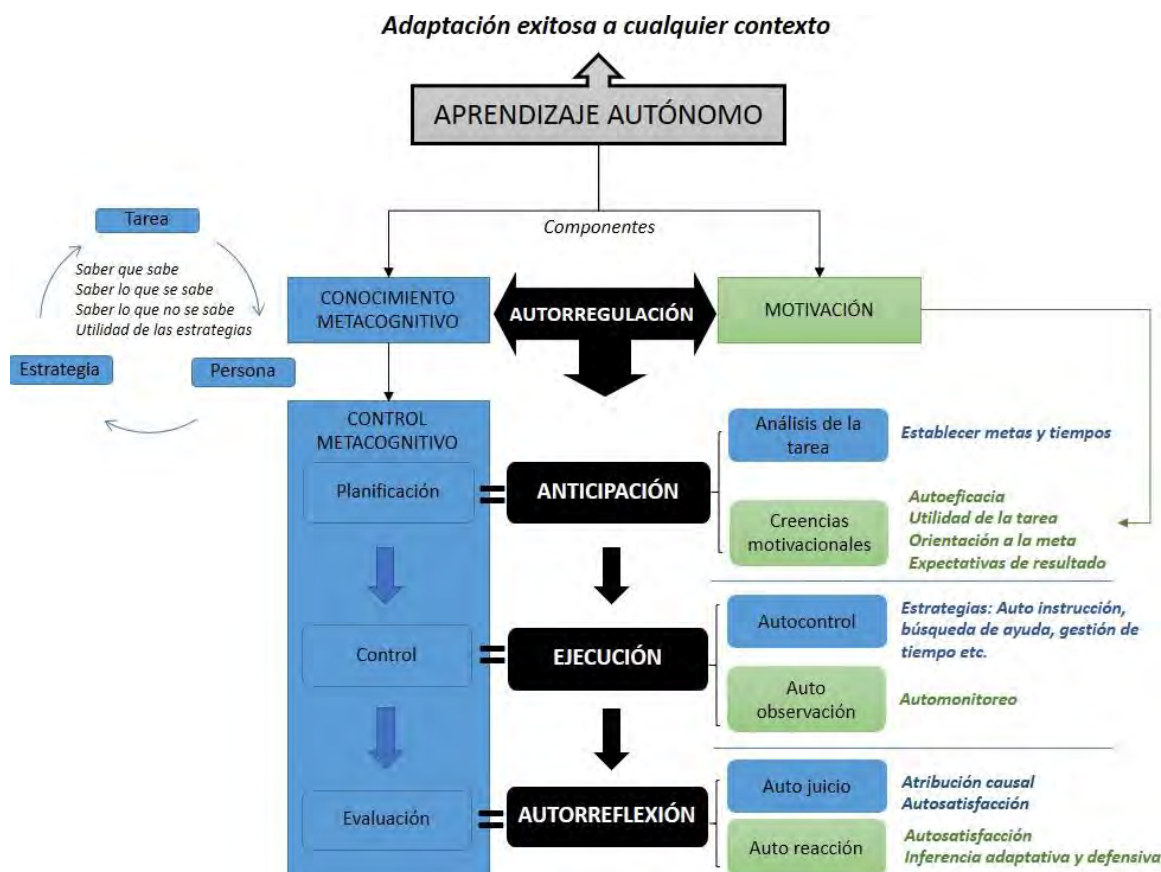 Adaptación exitosa a cualquier contexto
APRENDIZAJE AUTÓNOMO
Componentes
Tarea
Saber que sabe
Saber lo que se sabe
Saber lo que no se sabe
Utilidad de las estrategias
Estrategia
Persona
CONOCIMIENTO
METACOGNITIVO
AUTORREGULACIÓN
MOTIVACIÓN
CONTROL
METACOGNITIVO
Planificación
=
ANTICIPACIÓN
Análisis de la
tarea
Establecer metas y tiempos
Creencias
motivacionales
Autoeficacia
Utilidad de la tarea
Orientación a la meta
Expectativas de resultado
Control
=
EJECUCIÓN
Autocontrol
Estrategias: Auto instrucción,
búsqueda de ayuda, gestión de
tiempo etc.
Auto
observación
Automonitoreo
Evaluación
=
AUTORREFLEXIÓN
Auto juicio
Atribución causal
Autosatisfacción
Auto reacción
Autosatisfacción
Inferencia adaptativa y defensiva